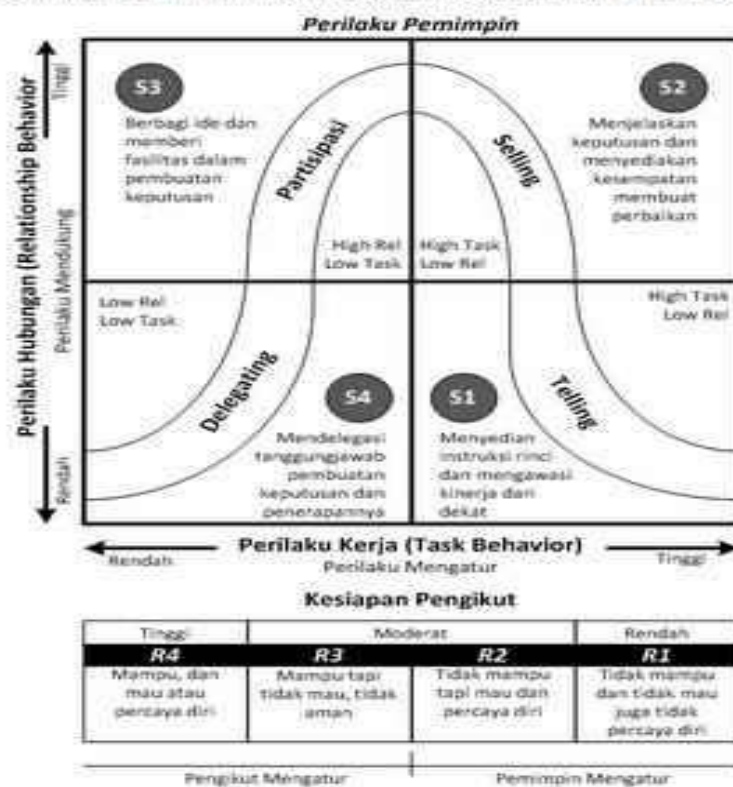 Perilaku Pemimpin
Perilaku Hubungan (Relationship Behavior
Perilaku Mendukung
Tinggi
Rendah
S3
Berbagi ide dan
memberi
fasilitas dalam
pembuatan
keputusan
Partisipasi
High Rel
Low Task
S2
Menjelaskan
keputusan dan
menyediakan
kesempatan
membuat
perbaikan
Selling
High Task
Low Rel
Low Rel
Low Task
Delegating
S4
Mendelegasi
tanggungjawab
pembuatan
keputusan dan
penerapannya
High Task
Low Rel
S1
Menyedian
instruksi rinci
dan mengawasi
kinerja dari
dekat
Telling
Rendah
Perilaku Kerja (Task Behavior)
Tinggi
Perilaku Mengatur
Kesiapan Pengikut
Tinggi Moderat Rendah
R4 R3 R2 R1
Mampu, dan Mampu tapi Tidak mampu Tidak mampu
mau atau tidak mau, tidak tapi mau dan dan tidak mau
percaya diri aman percaya diri juga tidak
percaya diri
Pengikut Mengatur Pemimpin Mengatur